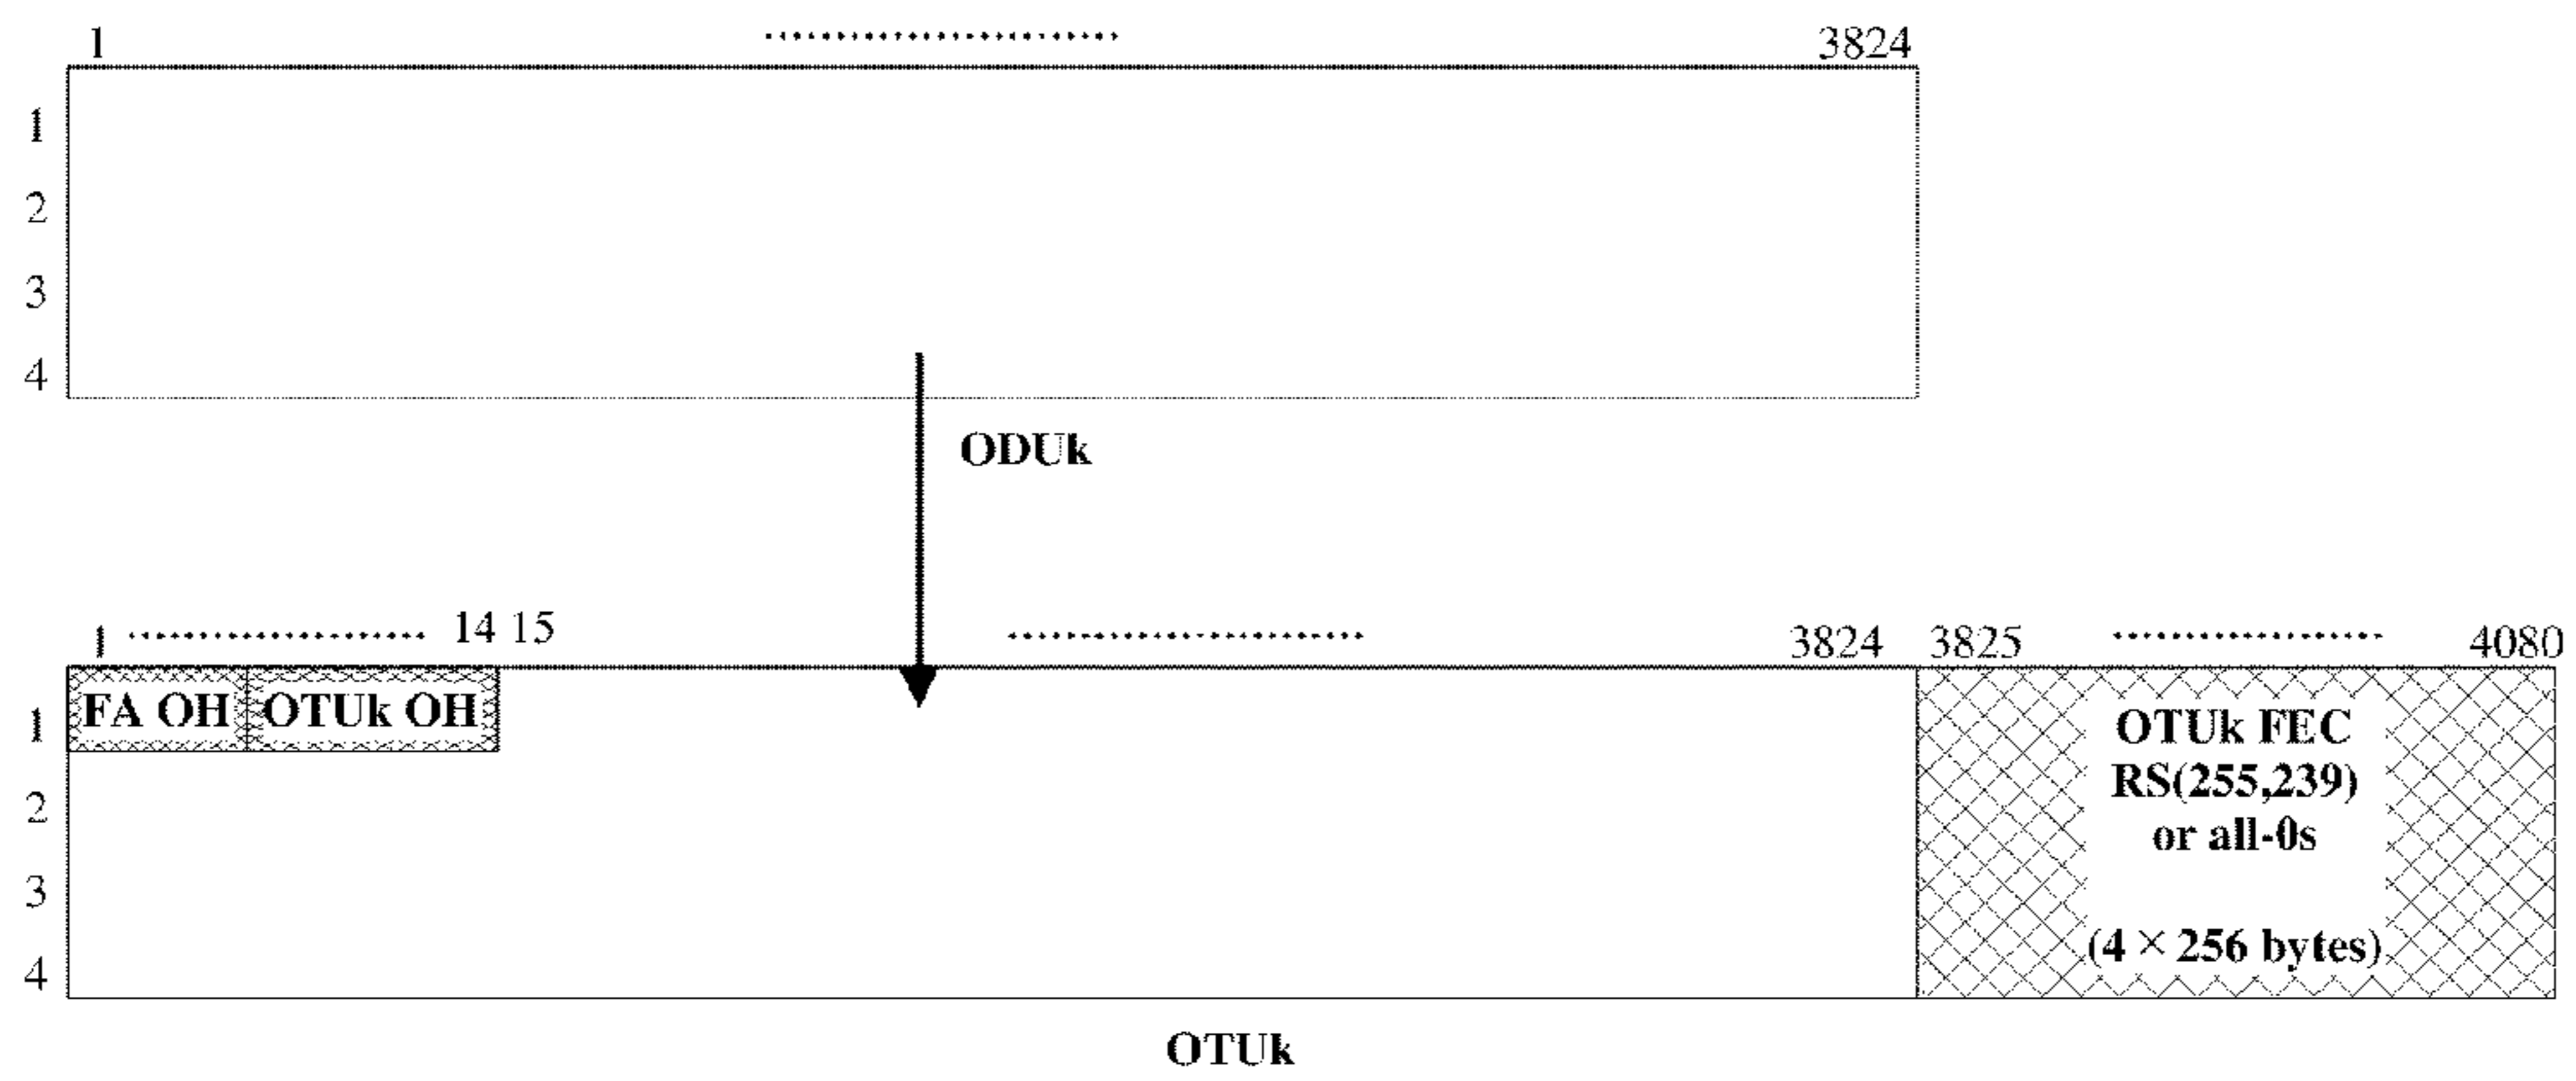 1 3824
1
2
3
4
ODUk
1 14 15 3824 3825 4080
FA OH OTUk OH
1
2
3
4
OTUk FEC
RS(255,239)
or all-0s
(4 × 256 bytes)
OTUk